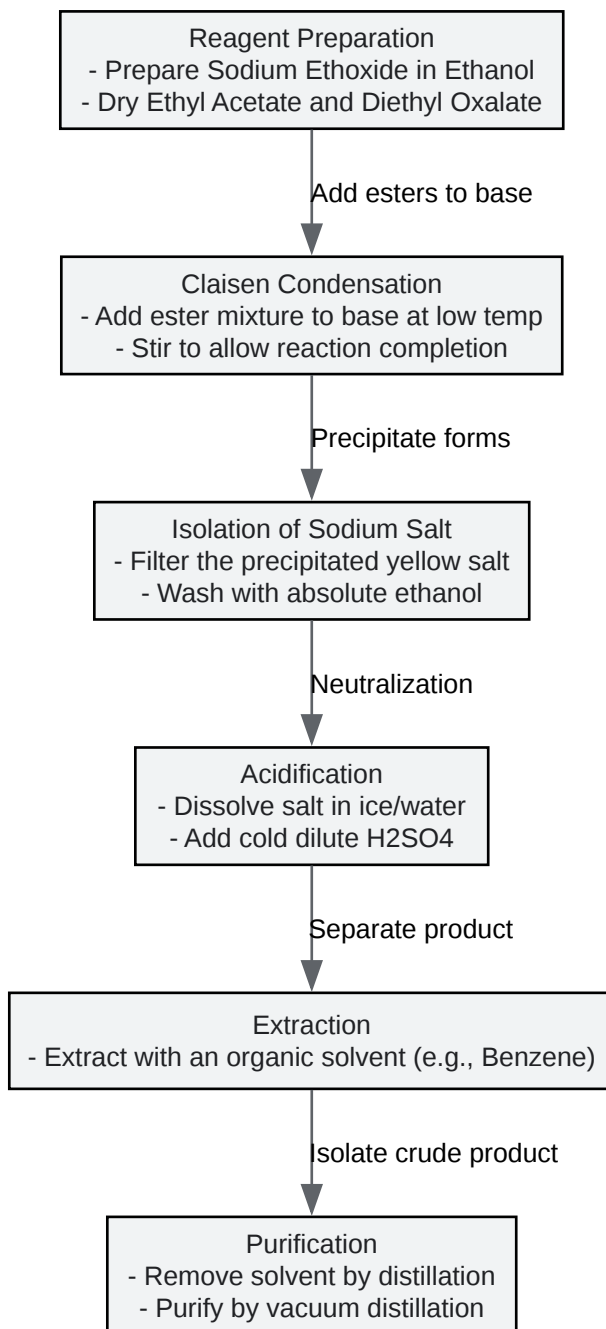 Reagent Preparation
- Prepare Sodium Ethoxide in Ethanol
- Dry Ethyl Acetate and Diethyl Oxalate
Add esters to base
Claisen Condensation
- Add ester mixture to base at low temp
- Stir to allow reaction completion
Precipitate forms
Isolation of Sodium Salt
- Filter the precipitated yellow salt
- Wash with absolute ethanol
Neutralization
Acidification
- Dissolve salt in ice/water
- Add cold dilute H2SO4
Separate product
Extraction
- Extract with an organic solvent (e.g., Benzene)
Isolate crude product
Purification
- Remove solvent by distillation
- Purify by vacuum distillation